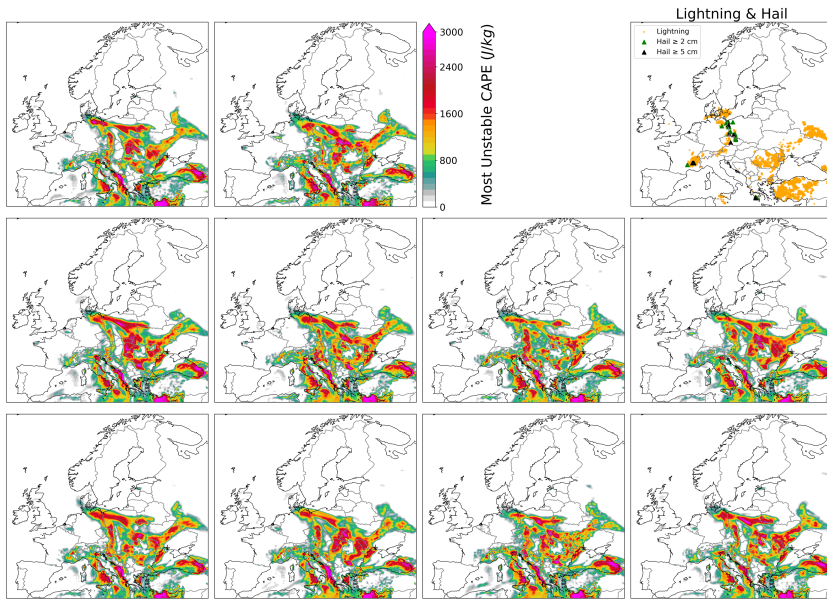 Lightning & Hail
Lightning
Hail ≥ 2 cm
Hail ≥ 5 cm
3000
2400
1600
800
0
Most Unstable CAPE (J/kg)